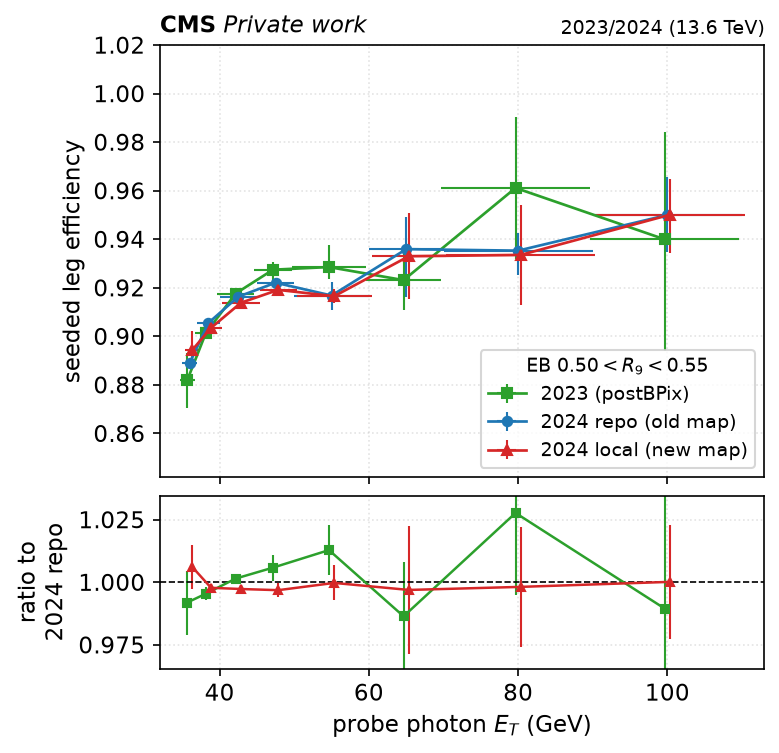 CMS Private work
2023/2024 (13.6 TeV)
1.02
1.00
0.98
0.96
0.94
0.92
0.90
0.88
0.86
seeded leg efficiency
EB 0.50 < R₉ < 0.55
2023 (postBPix)
2024 repo (old map)
2024 local (new map)
1.025
1.000
0.975
ratio to
2024 repo
40 60 80 100
probe photon E_T (GeV)